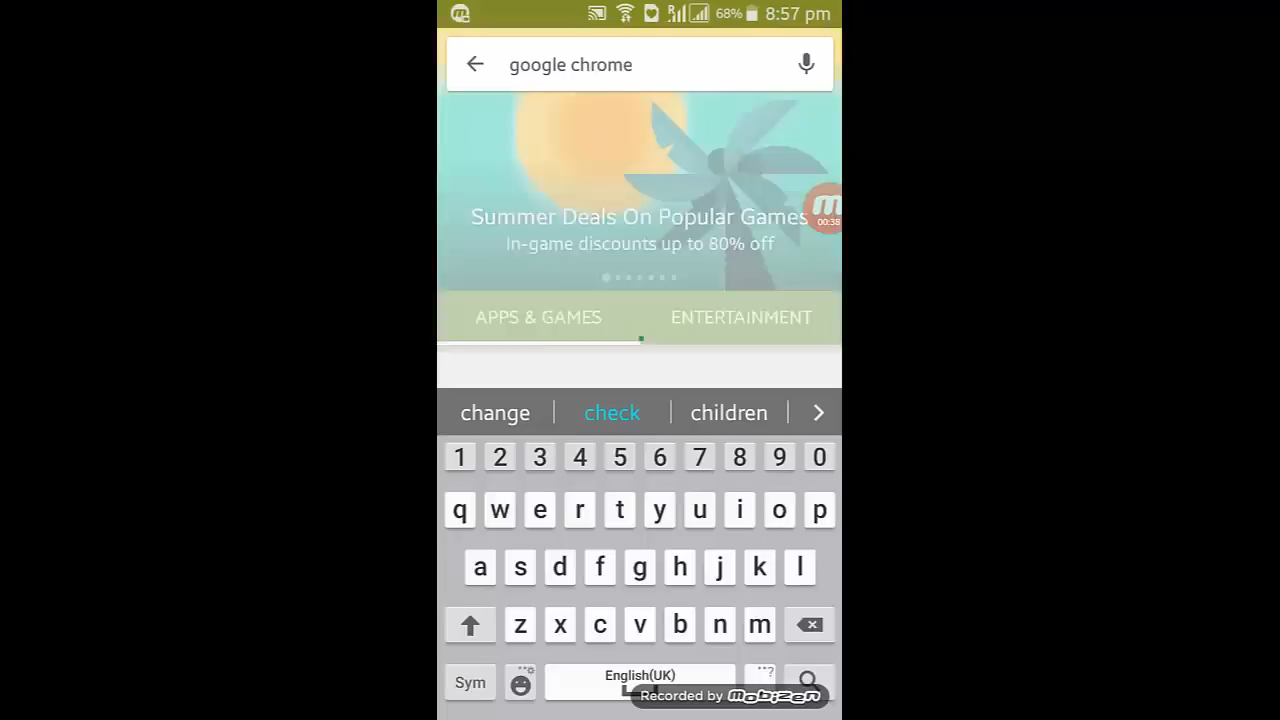 68% 8:57 pm
google chrome
Summer Deals On Popular Games
In-game discounts up to 80% off
00:38
APPS & GAMES ENTERTAINMENT
change check children
1 2 3 4 5 6 7 8 9 0
q w e r t y u i o p
a s d f g h j k l
z x c v b n m
Sym English(UK)
Recorded by mobizen